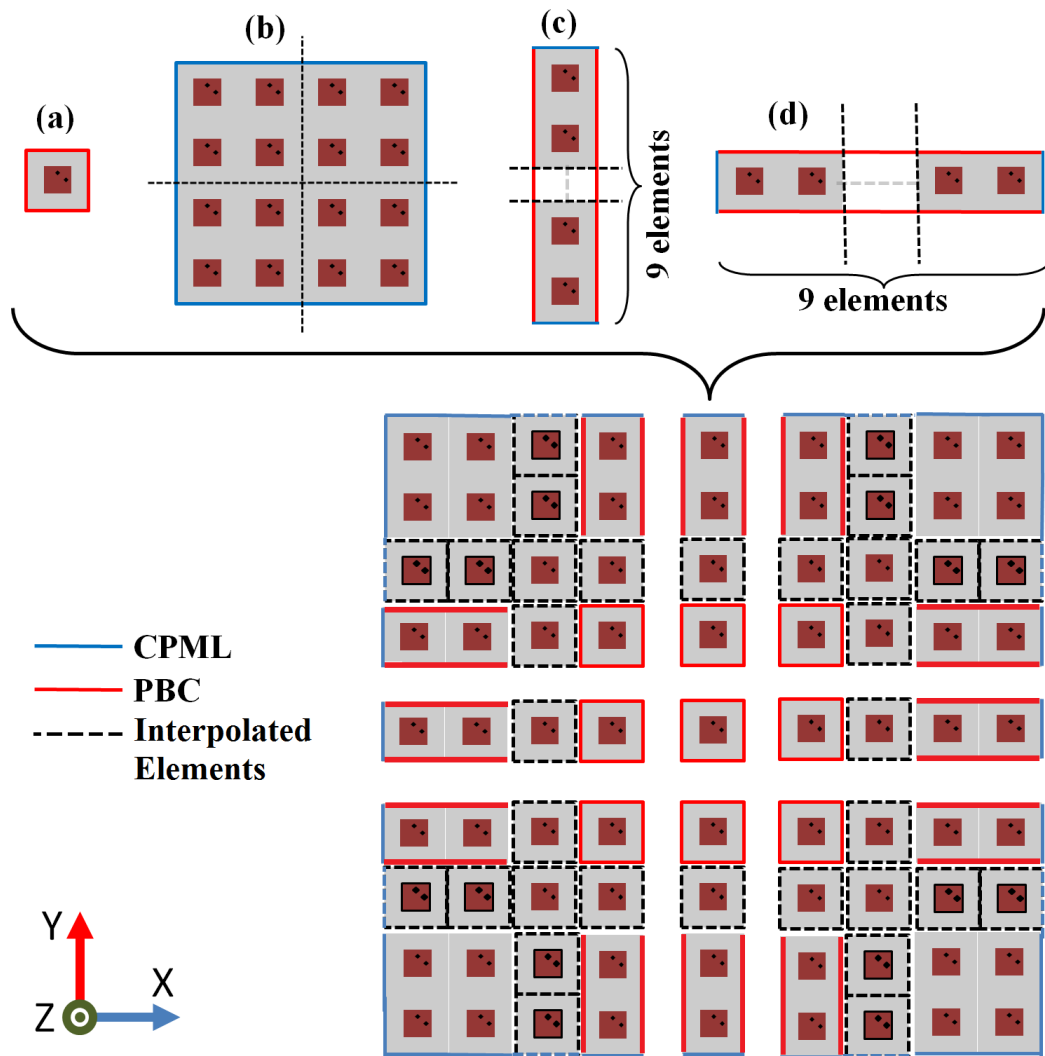 (a)
(b)
(c)
(d)
9 elements
9 elements
CPML
PBC
Interpolated
Elements
Y
X
Z